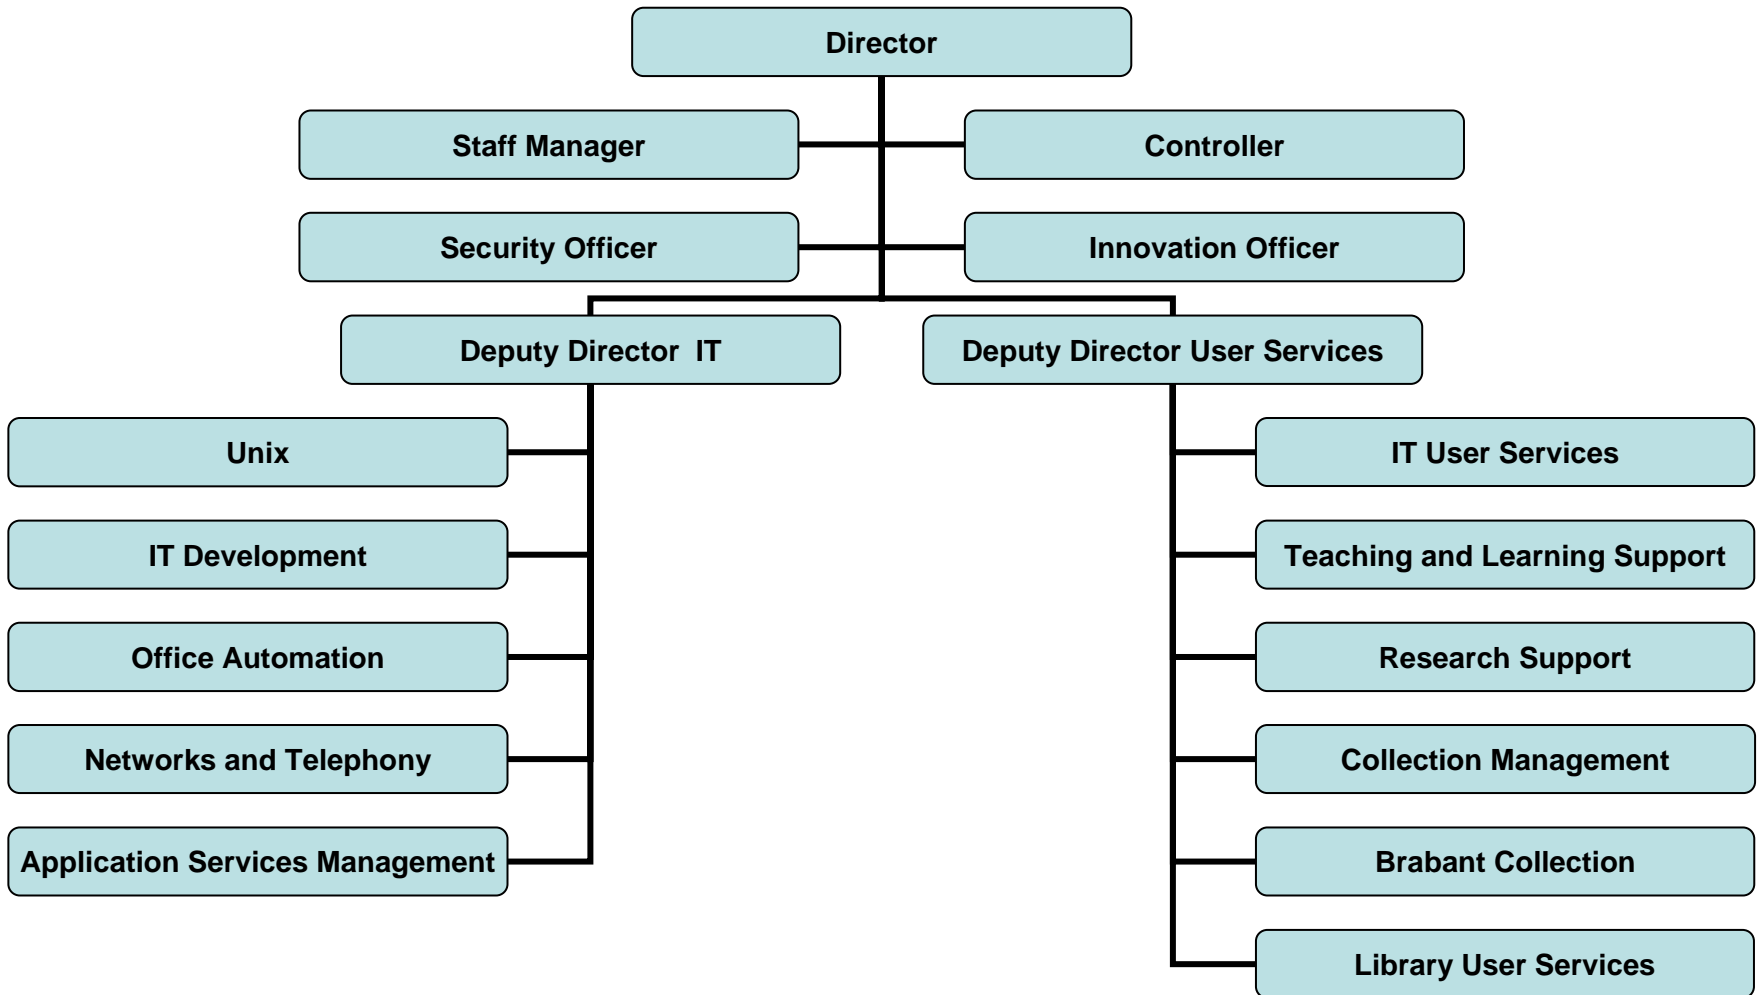 Director
Staff Manager
Controller
Security Officer
Innovation Officer
Deputy Director  IT
Deputy Director User Services
Unix
IT User Services
IT Development
Teaching and Learning Support
Office Automation
Research Support
Networks and Telephony
Collection Management
Application Services Management
Brabant Collection
Library User Services